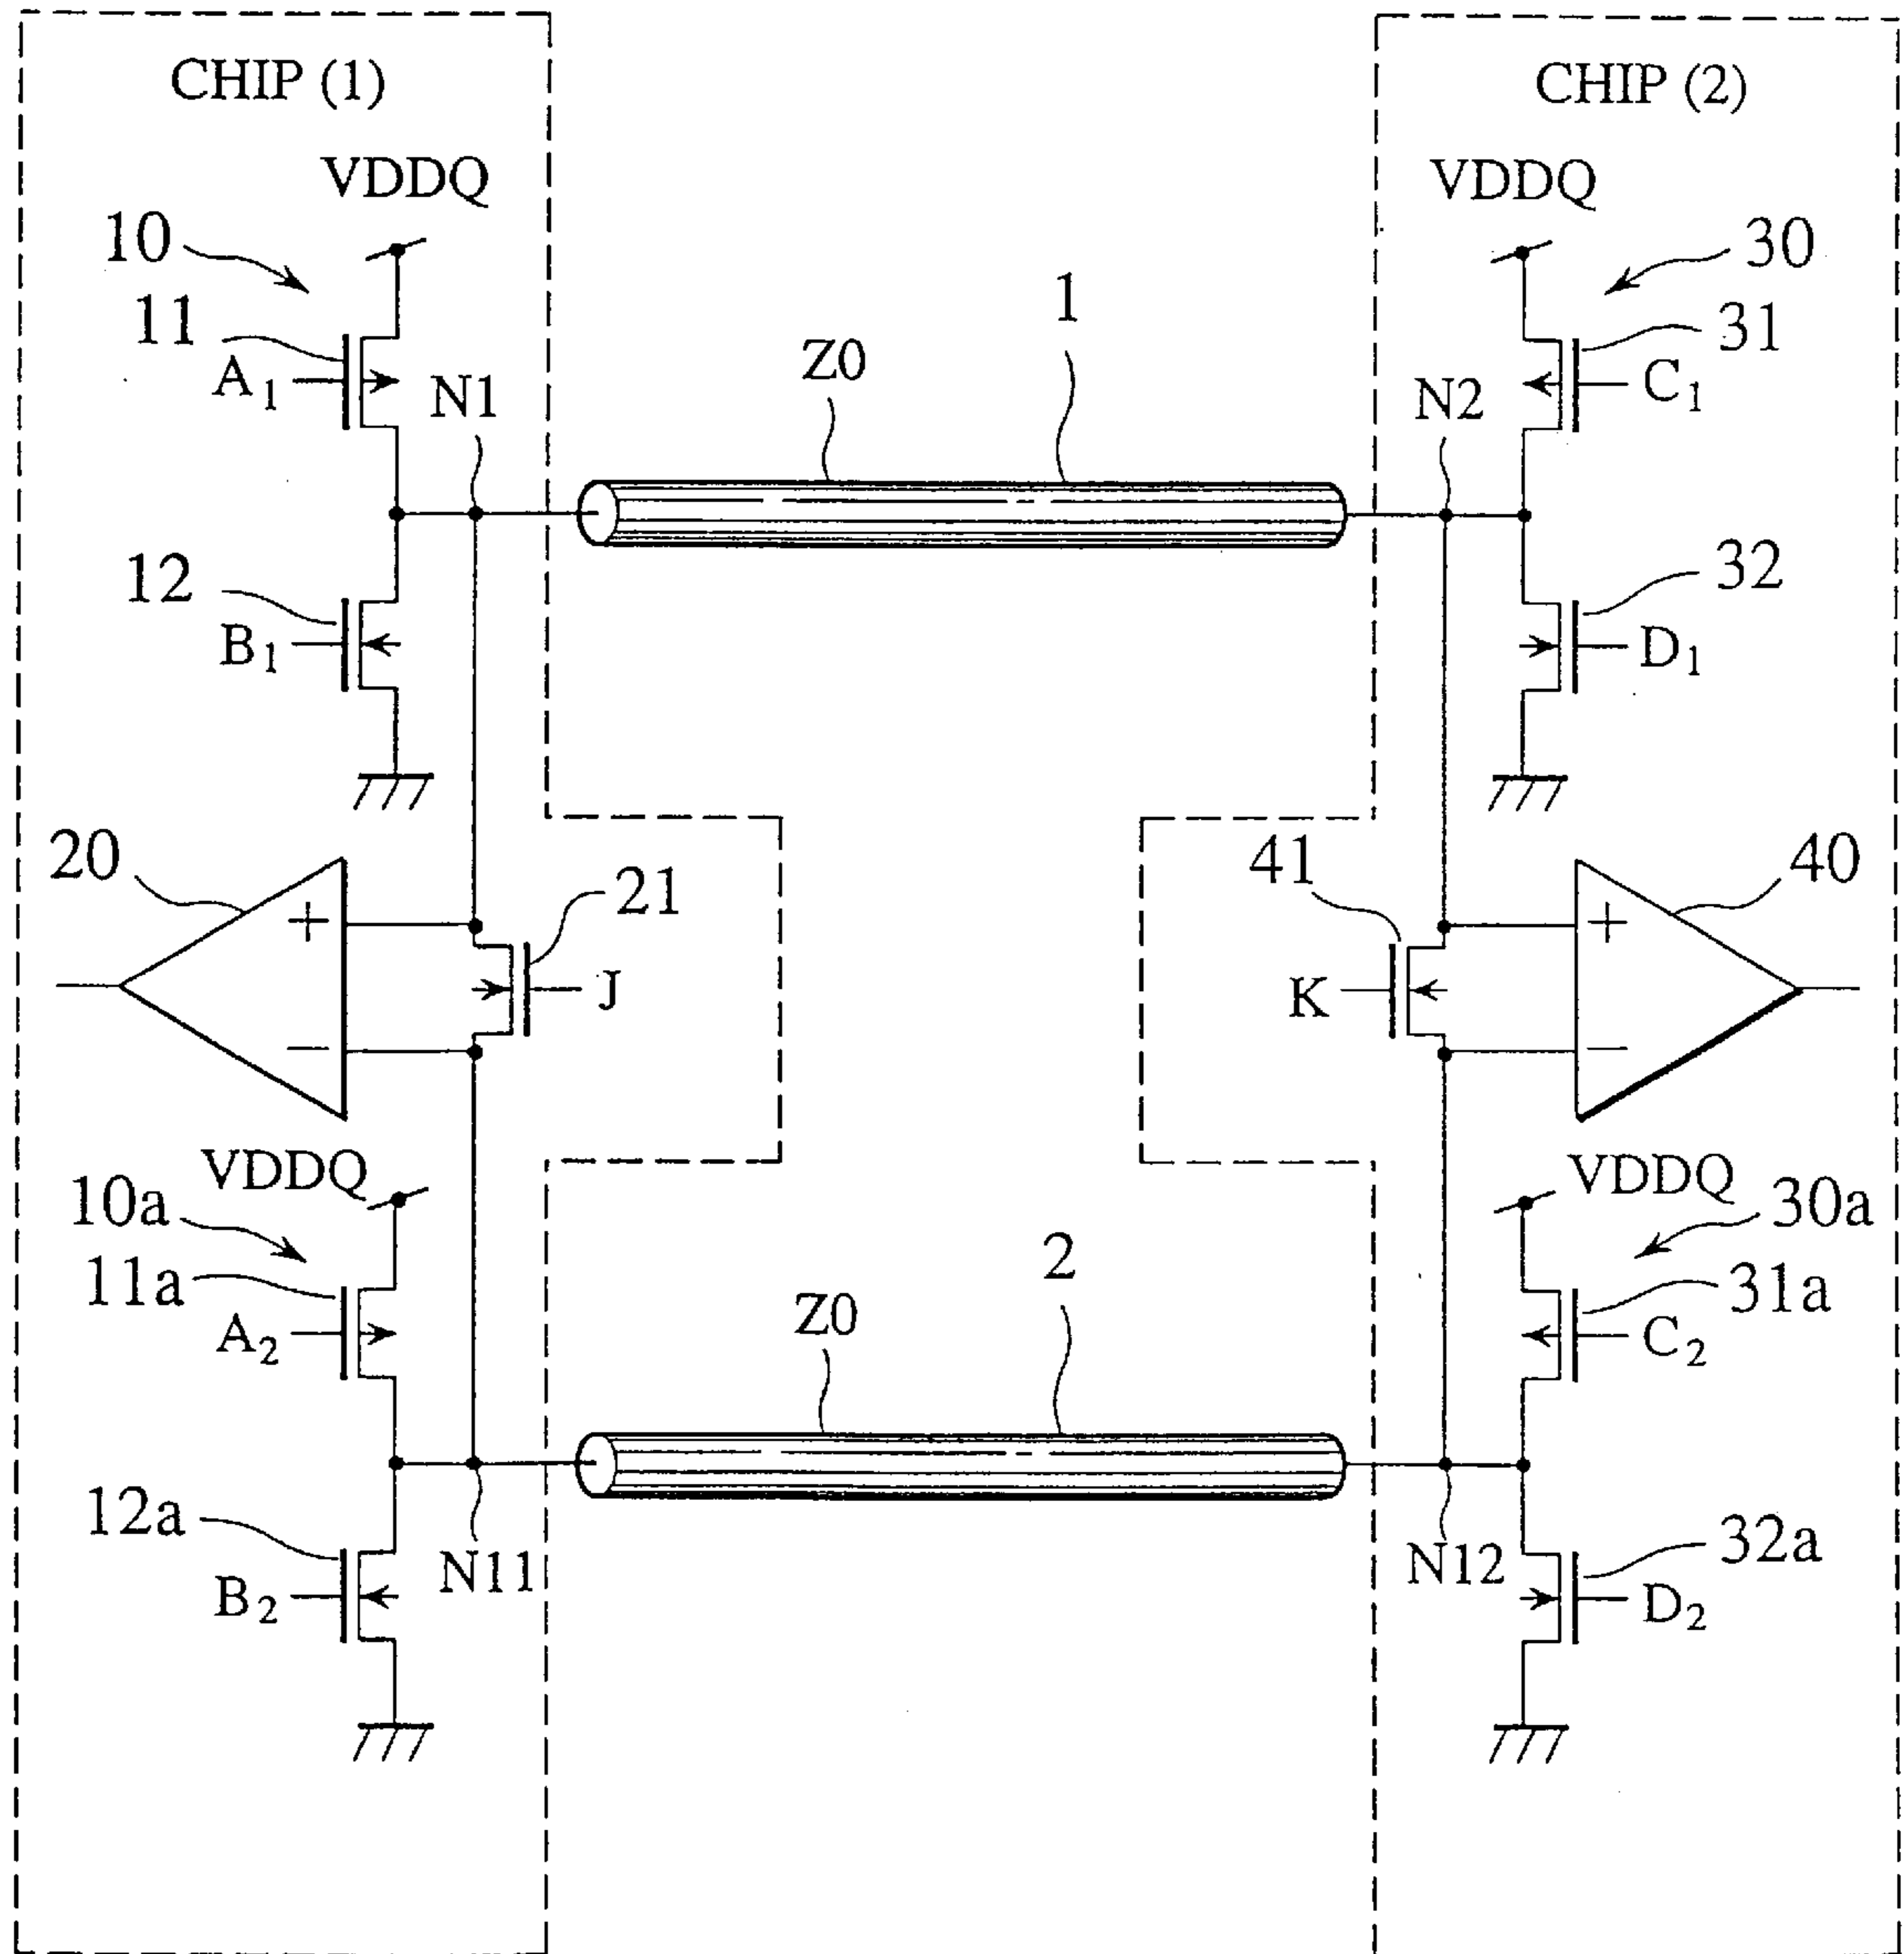 CHIP (1)
CHIP (2)
VDDQ
VDDQ
10
30
11
1
31
A1
N1
Z0
N2
C1
12
32
B1
D1
20
+
21
J
−
41
K
+
40
−
VDDQ
VDDQ
10a
30a
11a
2
31a
A2
Z0
C2
12a
N11
N12
32a
B2
D2